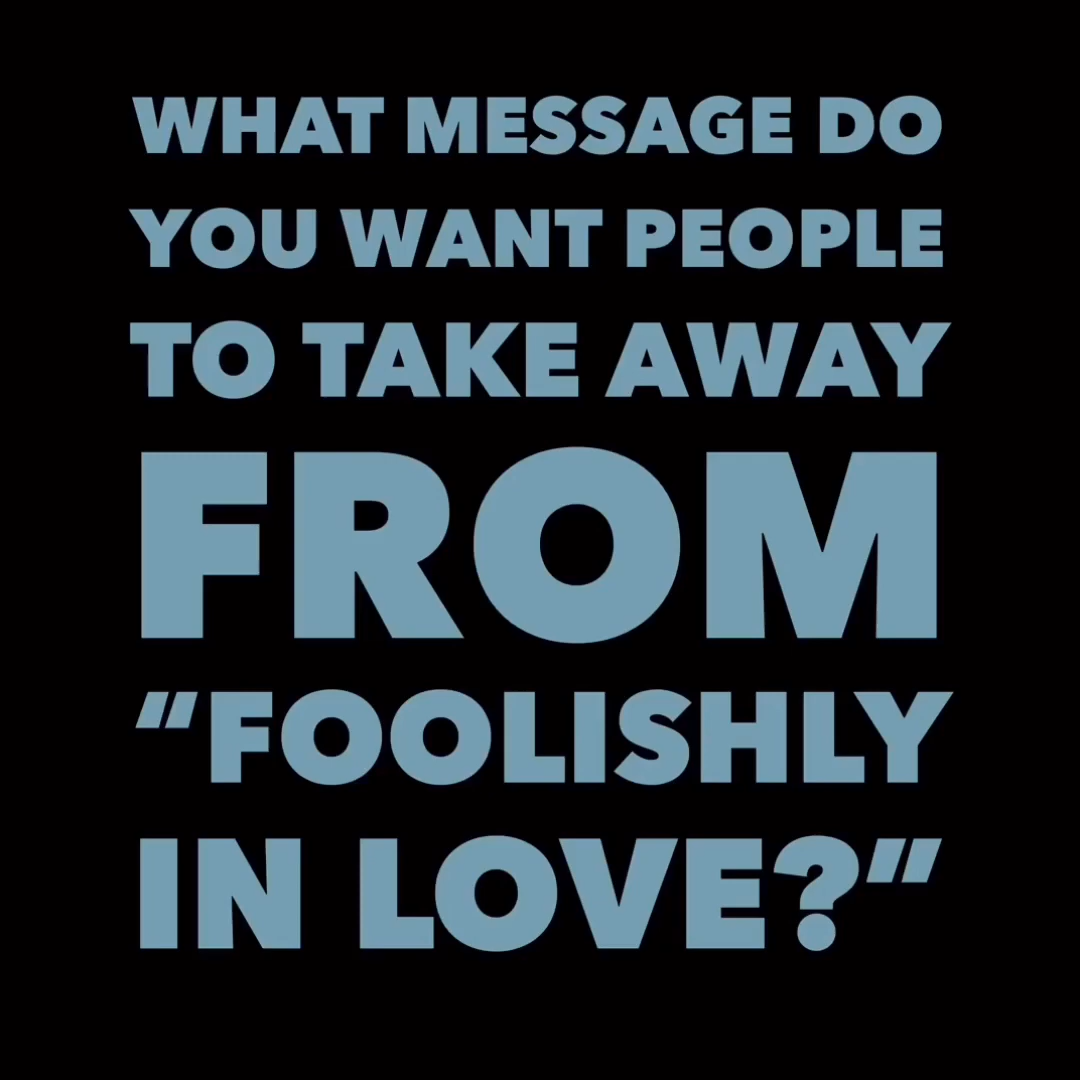 WHAT MESSAGE DO
YOU WANT PEOPLE
TO TAKE AWAY
FROM
“FOOLISHLY
IN LOVE?”